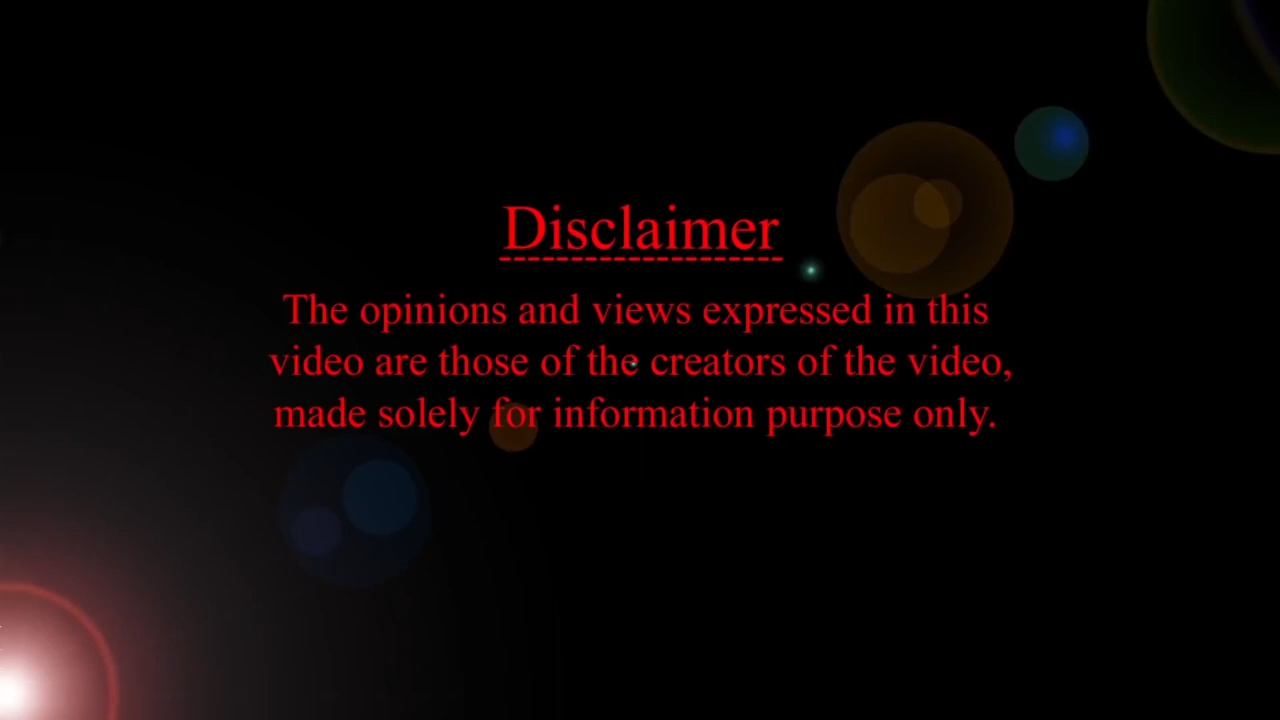 Disclaimer
The opinions and views expressed in this
video are those of the creators of the video,
made solely for information purpose only.